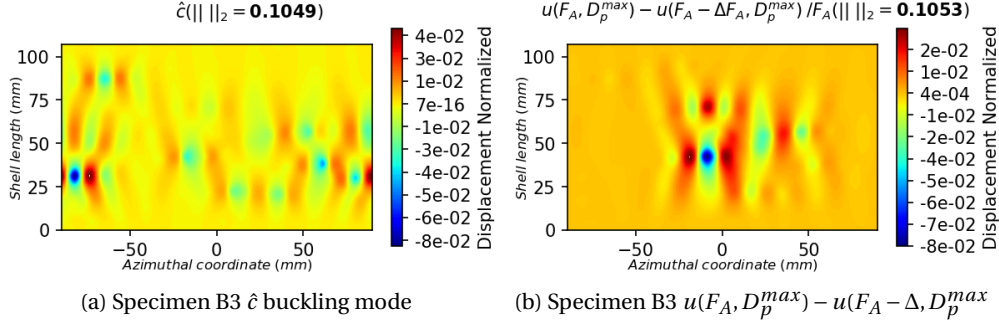 ĉ(|| ||₂ = 0.1049)
100
75
50
25
0
Shell length (mm)
−50 0 50
Azimuthal coordinate (mm)
4e-02
3e-02
1e-02
7e-16
-1e-02
-3e-02
-4e-02
-6e-02
-8e-02
Displacement Normalized
(a) Specimen B3 ĉ buckling mode
u(F_A, D_p^{max}) − u(F_A − ΔF_A, D_p^{max}) /F_A(|| ||₂ = 0.1053)
100
75
50
25
0
Shell length (mm)
−50 0 50
Azimuthal coordinate (mm)
2e-02
1e-02
4e-04
-1e-02
-2e-02
-4e-02
-5e-02
-6e-02
-7e-02
-8e-02
Displacement Normalized
(b) Specimen B3 u(F_A, D_p^{max}) − u(F_A − Δ, D_p^{max}